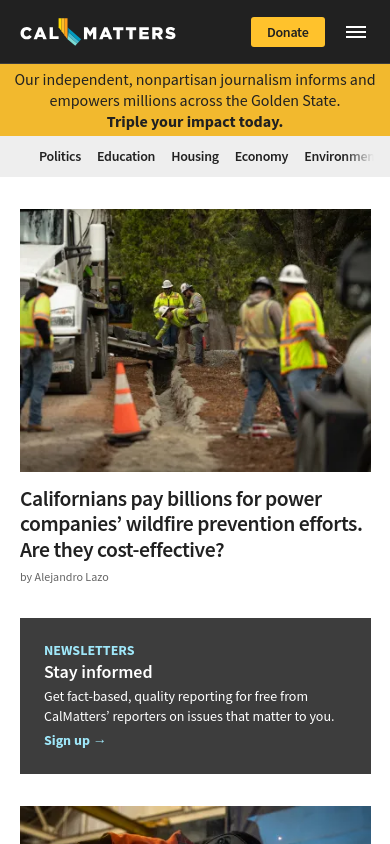 CALMATTERS
Donate
Our independent, nonpartisan journalism informs and
empowers millions across the Golden State.
Triple your impact today.
Politics Education Housing Economy
Californians pay billions for power
companies’ wildfire prevention efforts.
Are they cost-effective?
by Alejandro Lazo
NEWSLETTERS
Stay informed
Get fact-based, quality reporting for free from
CalMatters’ reporters on issues that matter to you.
Sign up →